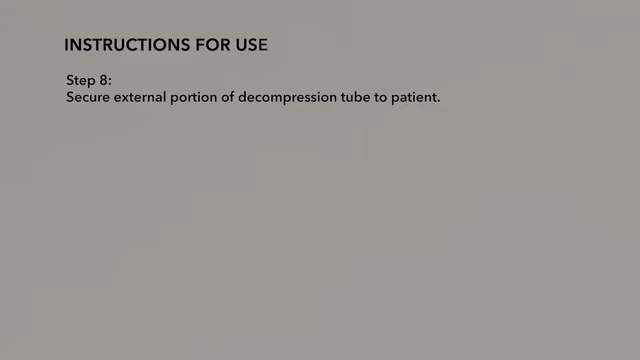 INSTRUCTIONS FOR USE
Step 8:
Secure external portion of decompression tube to patient.